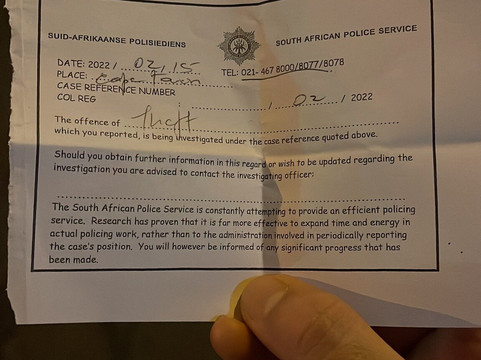 SUID-AFRIKAANSE POLISIEDIENS
SOUTH AFRICAN POLICE SERVICE
DATE: 2022 / 02/15
TEL: 021- 467 8000/8077/8078
PLACE: Cape Town
CASE REFERENCE NUMBER
COL REG / 02 / 2022
The offence of Theft
which you reported, is being investigated under the case reference quoted above.
Should you obtain further information in this regard or wish to be updated regarding the
investigation you are advised to contact the investigating officer:
The South African Police Service is constantly attempting to provide an efficient policing
service. Research has proven that it is far more effective to expand time and energy in
actual policing work, rather than to the administration involved in periodically reporting
the case's position. You will however be informed of any significant progress that has
been made.